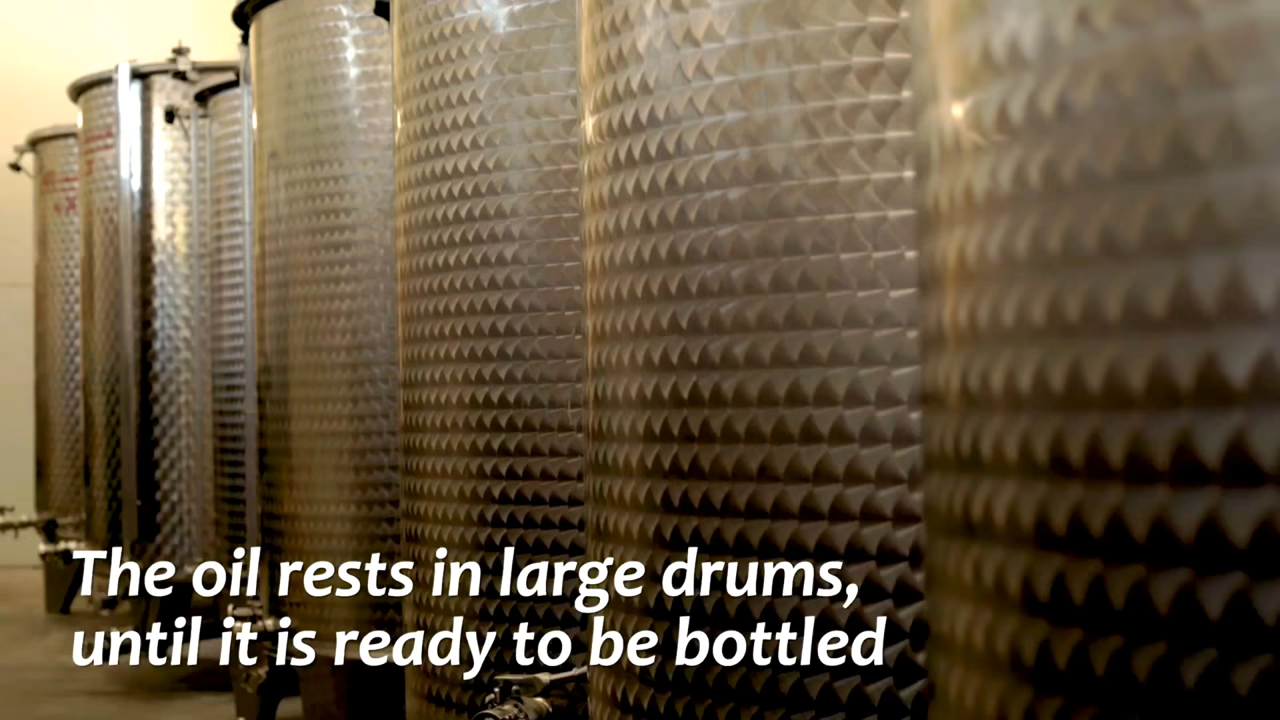 The oil rests in large drums,
until it is ready to be bottled